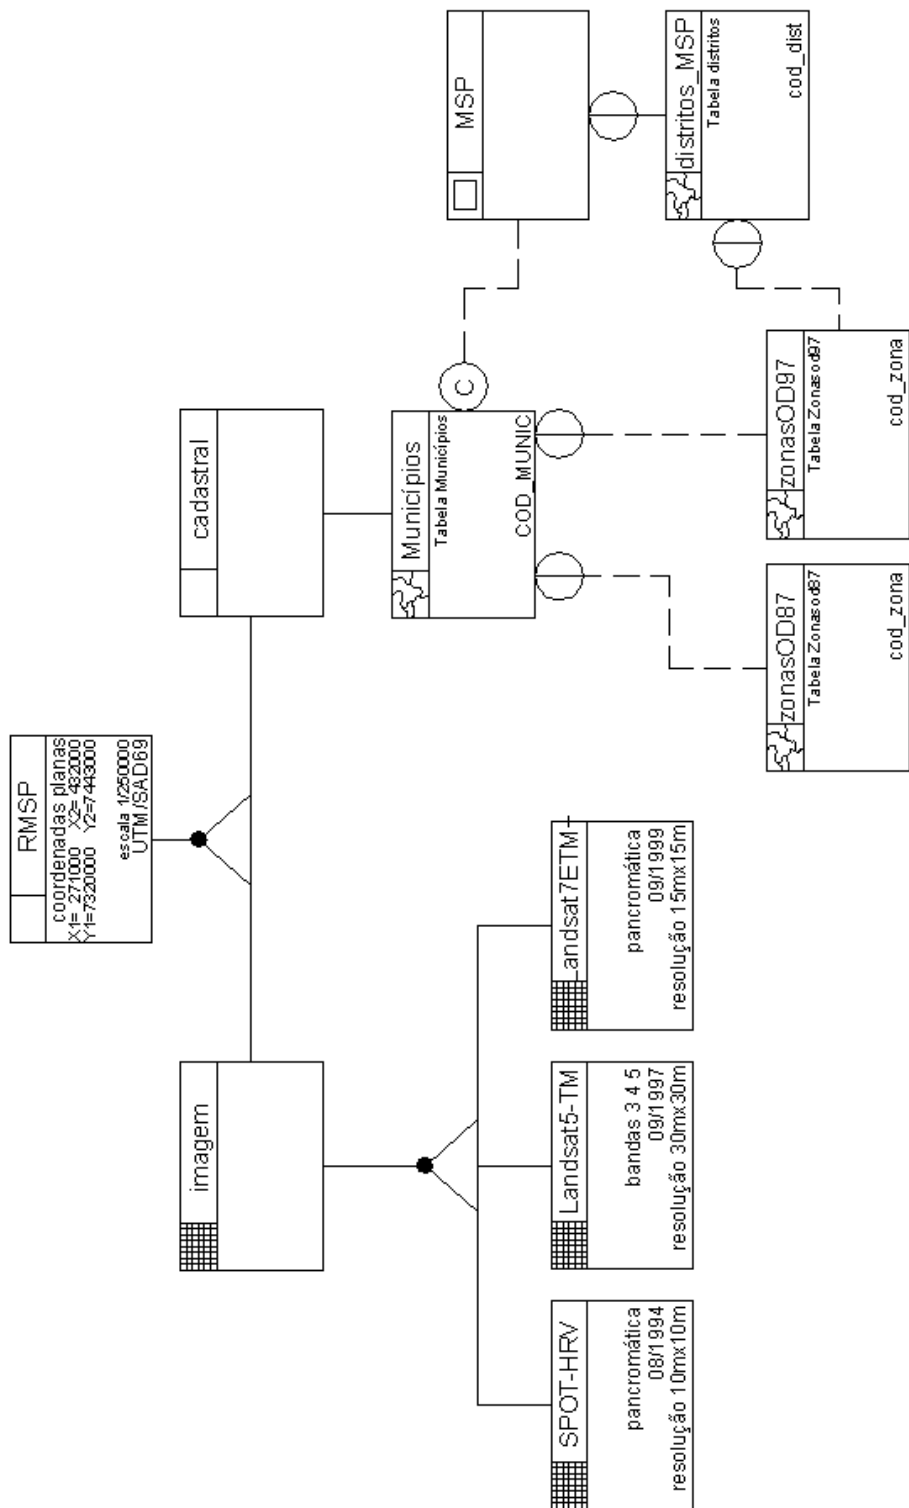 RMSP
coordenadas planas
X1= 271000 X2= 432000
Y1=7320000 Y2=7443000
escala 1/250000
UTM/SAD69
imagem
cadastral
MSP
SPOT-HRV
pancromática
08/1994
resolução 10mx10m
Landsat5-TM
bandas 3 4 5
09/1997
resolução 30mx30m
Landsat7ETM+
pancromática
09/1999
resolução 15mx15m
Municípios
Tabela Municípios
COD_MUNIC
C
distritos_MSP
Tabela distritos
cod_dist
zonasOD87
Tabela Zonasod87
cod_zona
zonasOD97
Tabela Zonasod97
cod_zona